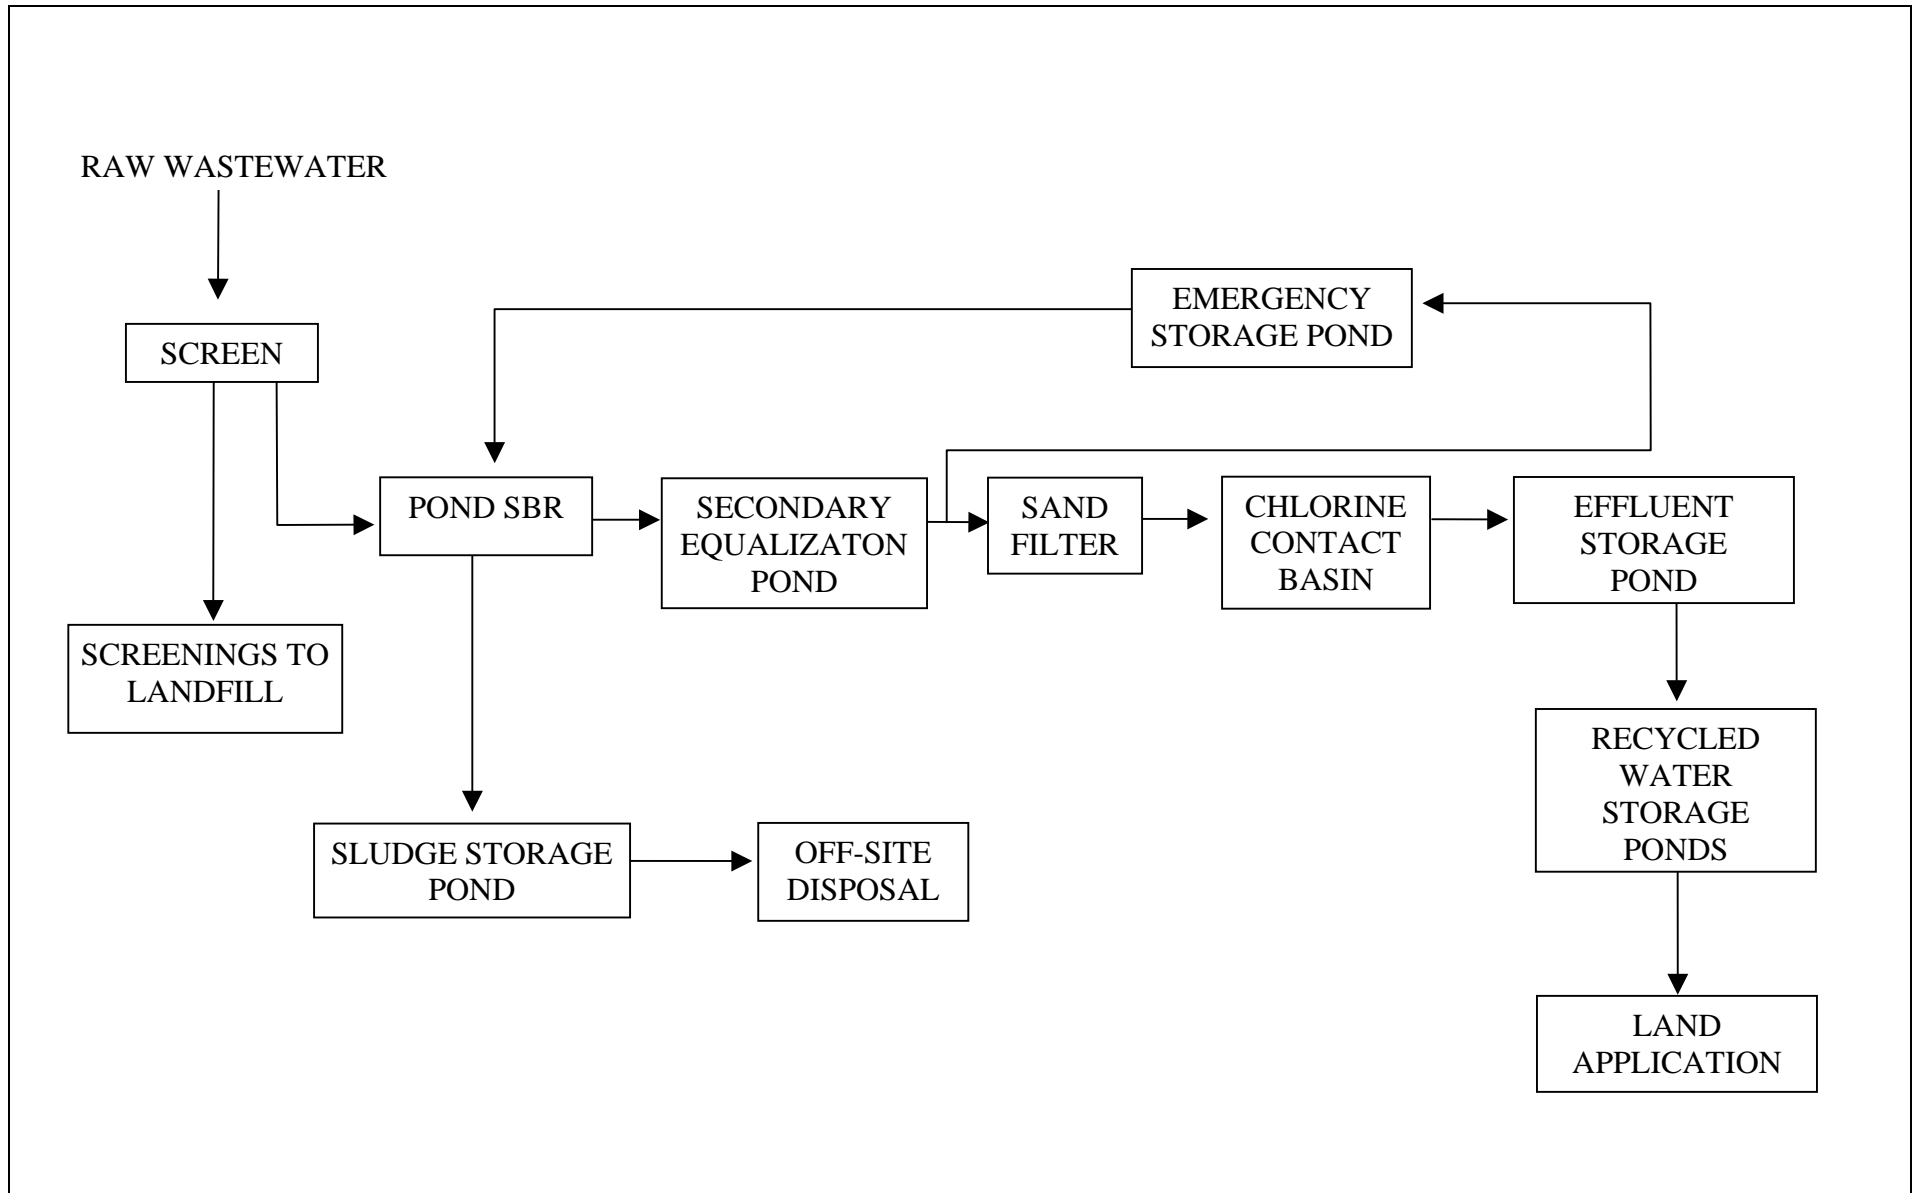 RAW WASTEWATER
EMERGENCY
STORAGE POND
SCREEN
POND SBR
SECONDARY
EQUALIZATON
POND
SAND
FILTER
CHLORINE
CONTACT
BASIN
EFFLUENT
STORAGE
POND
SCREENINGS TO
LANDFILL
RECYCLED
WATER
STORAGE
PONDS
SLUDGE STORAGE
POND
OFF-SITE
DISPOSAL
LAND
APPLICATION